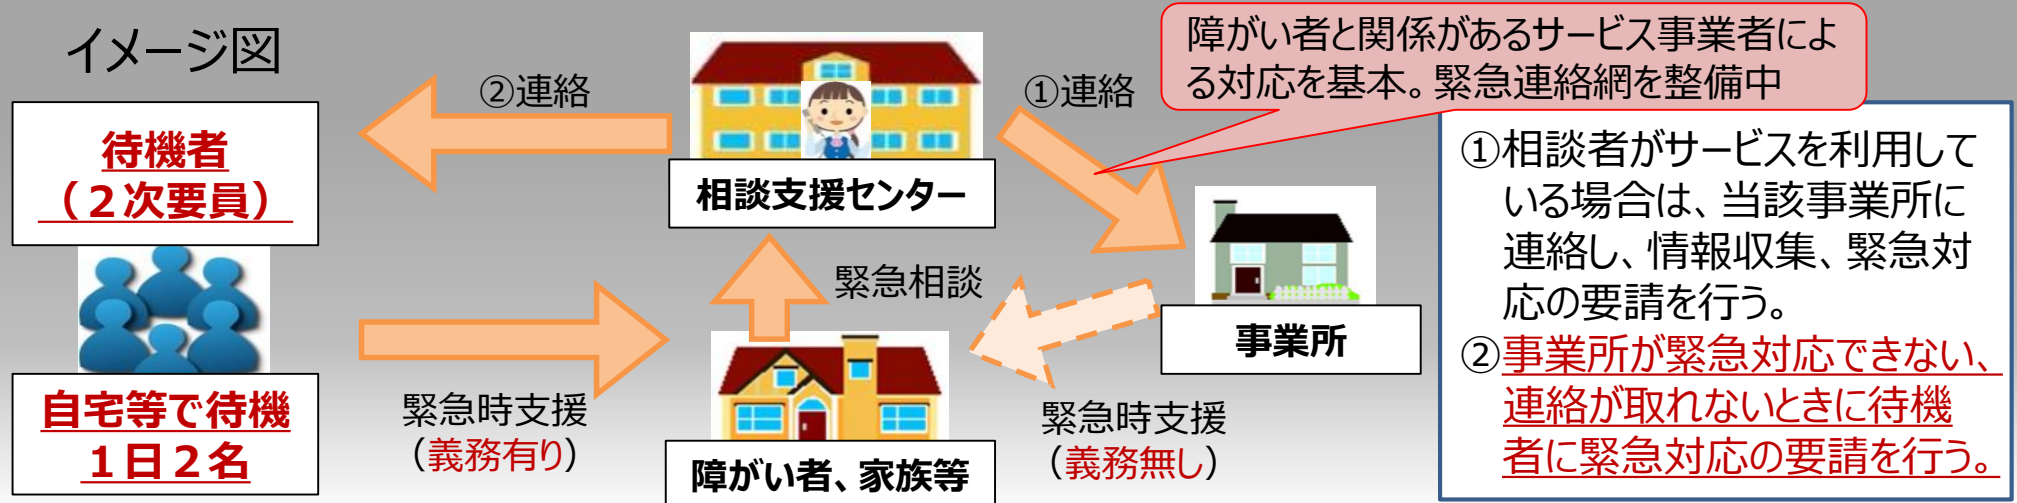 イメージ図
②連絡
①連絡
障がい者と関係があるサービス事業者によ
る対応を基本。緊急連絡網を整備中
待機者
（２次要員）
相談支援センター
自宅等で待機
１日２名
緊急相談
緊急時支援
（義務有り）
障がい者、家族等
事業所
緊急時支援
（義務無し）
①相談者がサービスを利用して
いる場合は、当該事業所に
連絡し、情報収集、緊急対
応の要請を行う。
②事業所が緊急対応できない、
連絡が取れないときに待機
者に緊急対応の要請を行う。